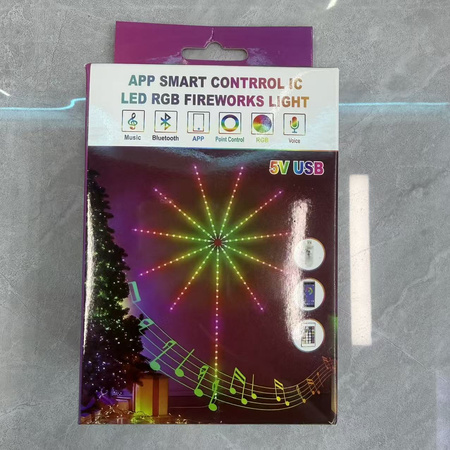 APP SMART CONTRROL IC
LED RGB FIREWORKS LIGHT
Music Bluetooth APP Point Control RGB Voice
5V USB